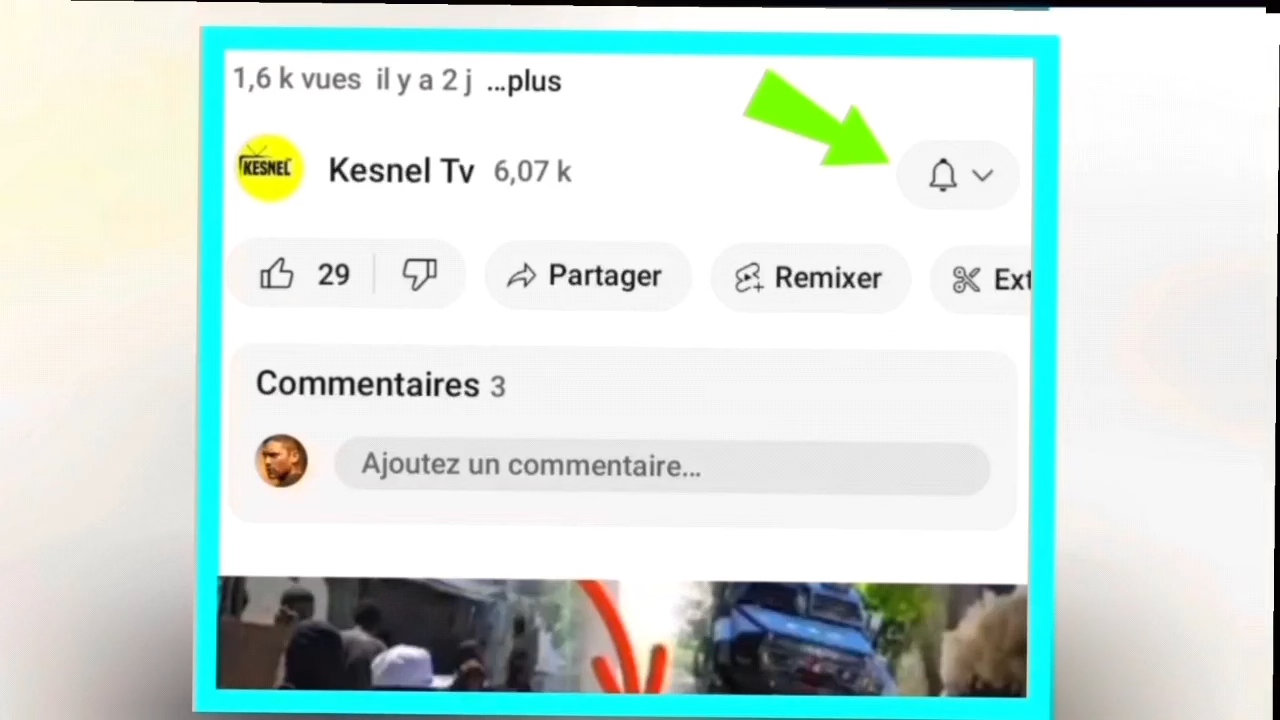 1,6 k vues il y a 2 j ...plus
KESNEL
Kesnel Tv 6,07 k
29 Partager Remixer Ext
Commentaires 3
Ajoutez un commentaire...